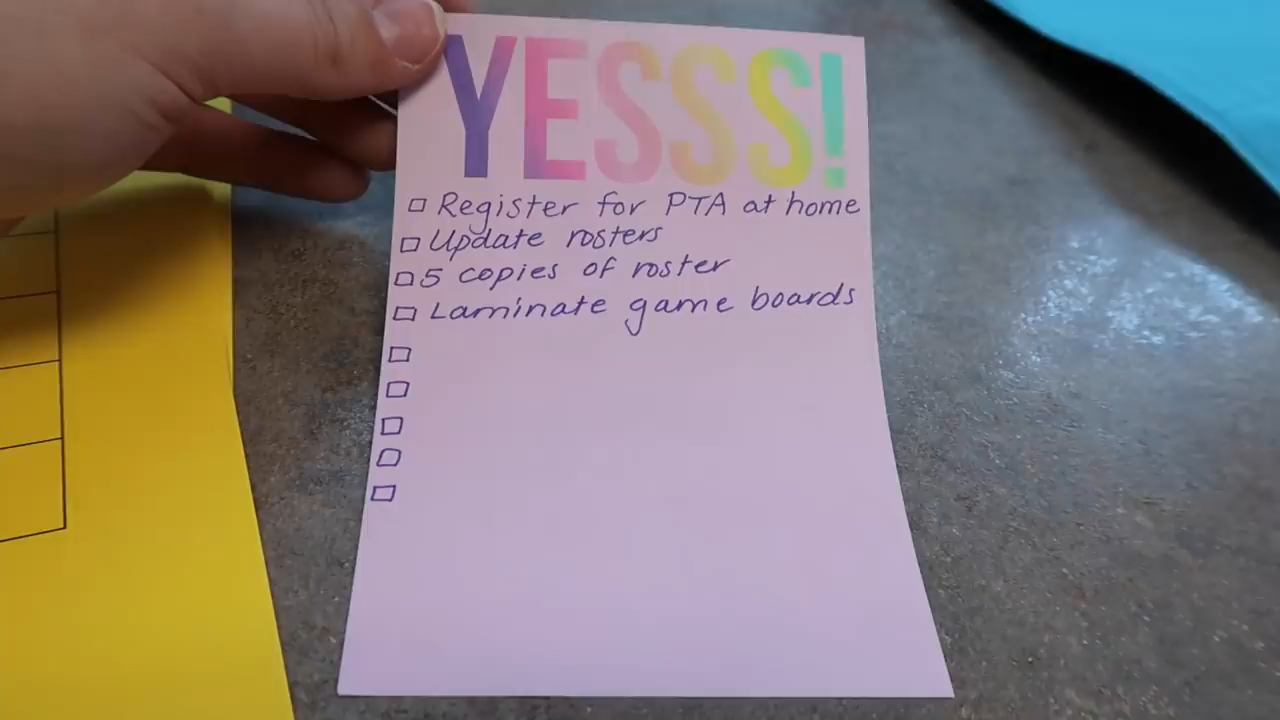 YESSS!
Register for PTA at home
Update rosters
5 copies of roster
Laminate game boards